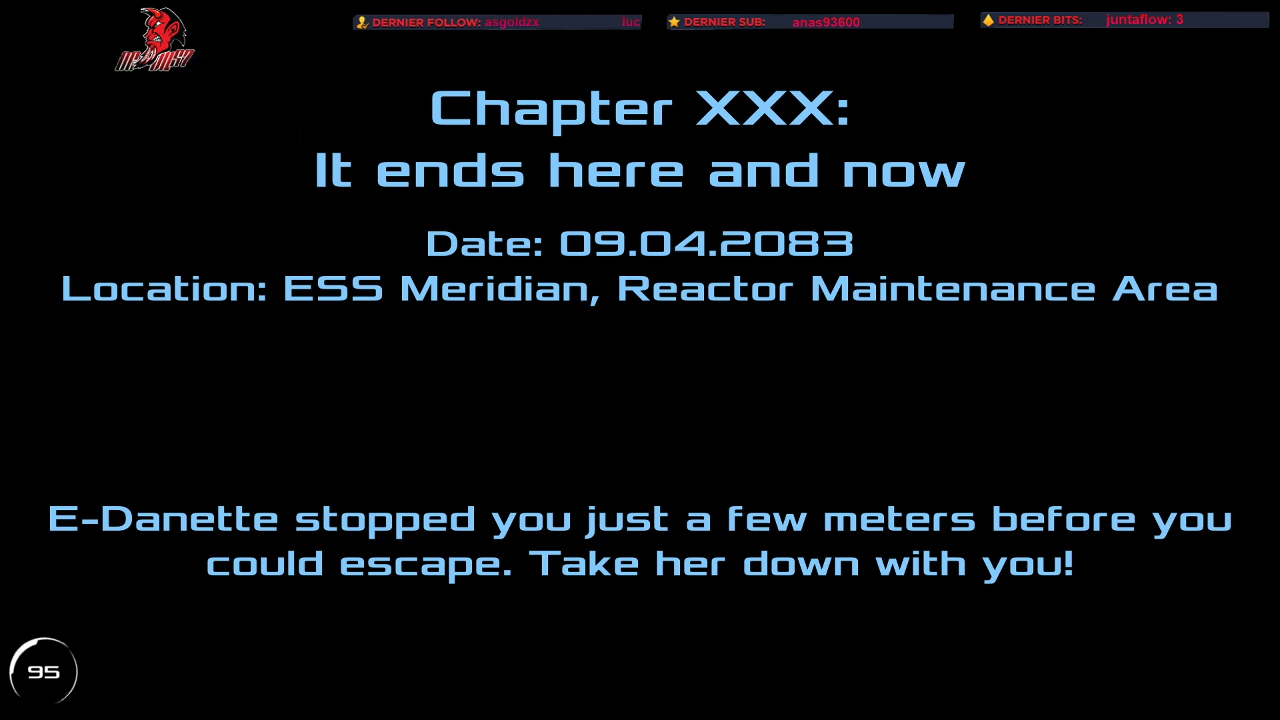 DERNIER FOLLOW: asgoldzx luc
DERNIER SUB: anas93600
DERNIER BITS: juntaflow: 3
Chapter XXX:
It ends here and now
Date: 09.04.2083
Location: ESS Meridian, Reactor Maintenance Area
E-Danette stopped you just a few meters before you
could escape. Take her down with you!
95